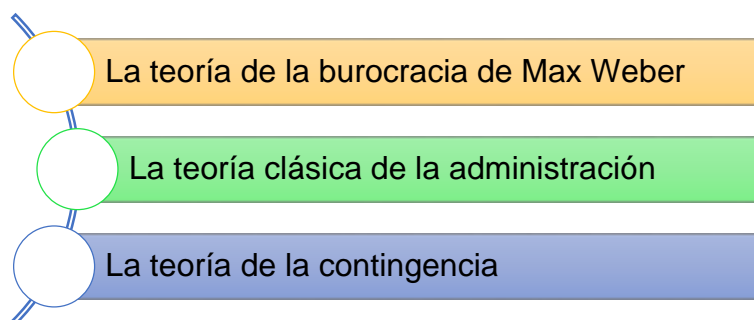 La teoría de la burocracia de Max Weber
La teoría clásica de la administración
La teoría de la contingencia